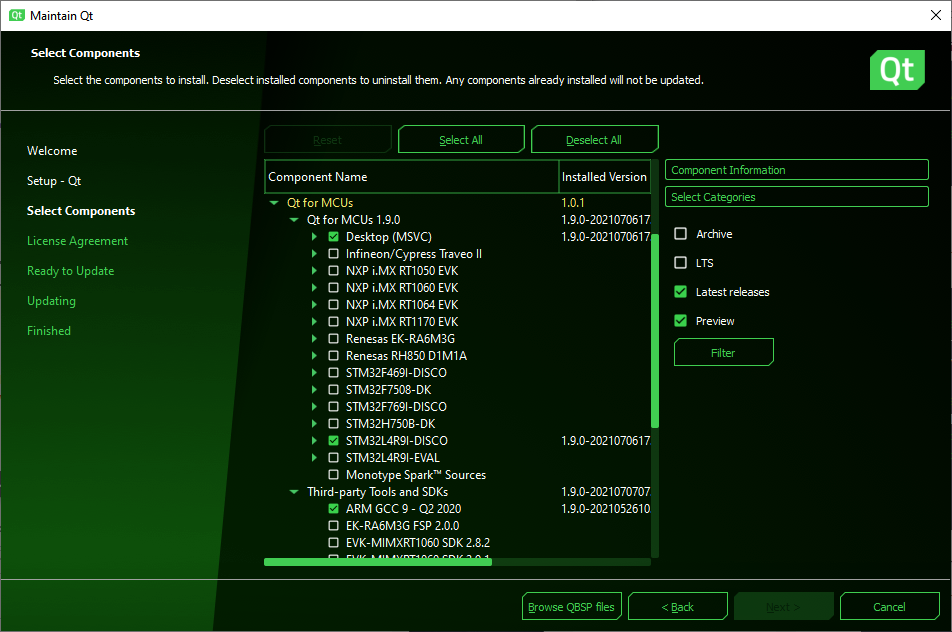 Qt Maintain Qt
Select Components
Select the components to install. Deselect installed components to uninstall them. Any components already installed will not be updated.
Qt
Welcome
Setup - Qt
Select Components
License Agreement
Ready to Update
Updating
Finished
Reset
Select All
Deselect All
Component Name Installed Version
Qt for MCUs 1.0.1
Qt for MCUs 1.9.0 1.9.0-2021070617
Desktop (MSVC) 1.9.0-2021070617
Infineon/Cypress Traveo II
NXP i.MX RT1050 EVK
NXP i.MX RT1060 EVK
NXP i.MX RT1064 EVK
NXP i.MX RT1170 EVK
Renesas EK-RA6M3G
Renesas RH850 D1M1A
STM32F469I-DISCO
STM32F7508-DK
STM32F769I-DISCO
STM32H750B-DK
STM32L4R9I-DISCO 1.9.0-2021070617
STM32L4R9I-EVAL
Monotype Spark™ Sources
Third-party Tools and SDKs 1.9.0-2021070707
ARM GCC 9 - Q2 2020 1.9.0-2021052610
EK-RA6M3G FSP 2.0.0
EVK-MIMXRT1060 SDK 2.8.2
Component Information
Select Categories
Archive
LTS
Latest releases
Preview
Filter
Browse QBSP files
< Back
Next >
Cancel